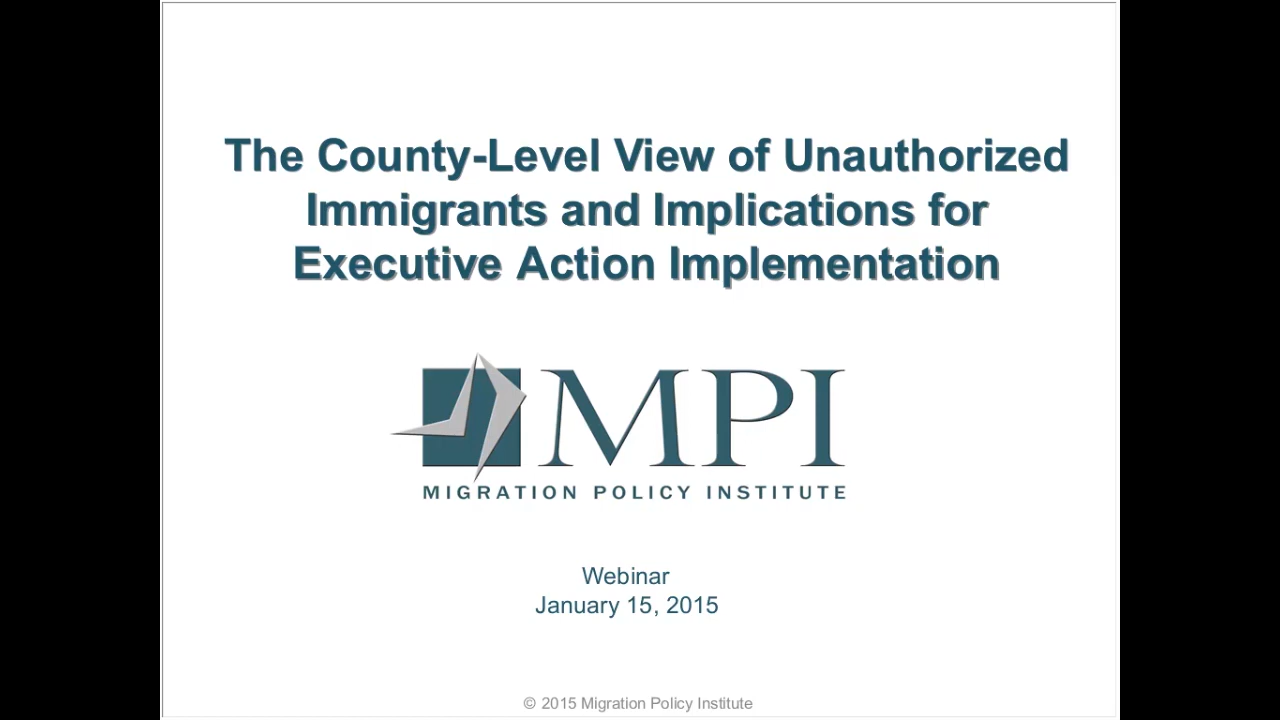 The County-Level View of Unauthorized
Immigrants and Implications for
Executive Action Implementation
MPI
MIGRATION POLICY INSTITUTE
Webinar
January 15, 2015
© 2015 Migration Policy Institute